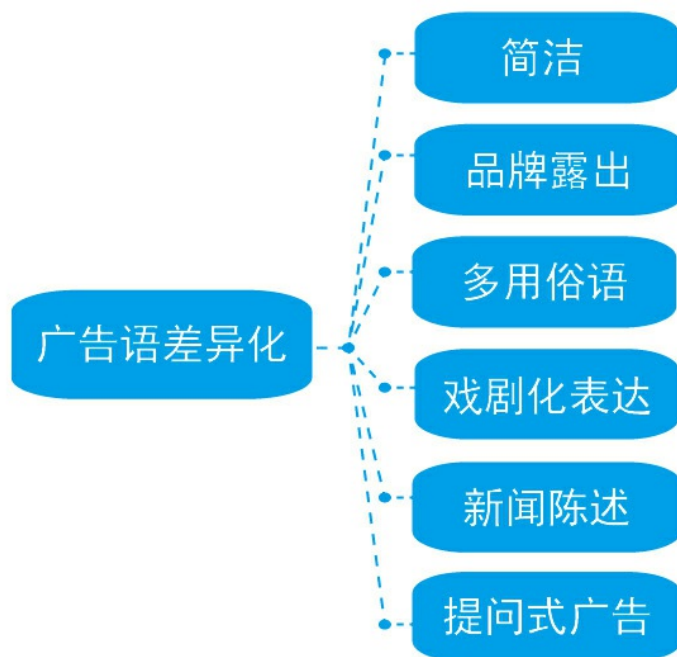 简洁
品牌露出
多用俗语
广告语差异化
戏剧化表达
新闻陈述
提问式广告